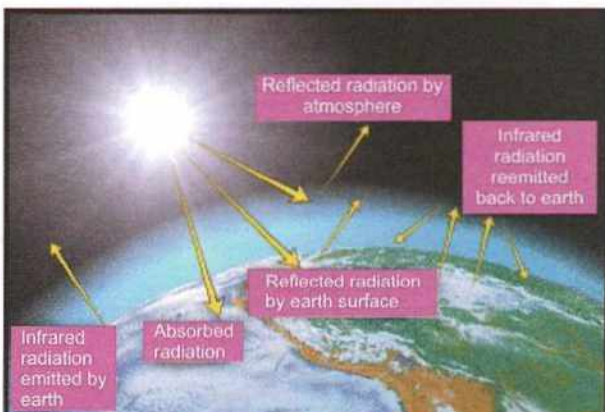 Reflected radiation by
atmosphere
Infrared
radiation
reemitted
back to earth
Reflected radiation
by earth surface
Absorbed
radiation
Infrared
radiation
emitted by
earth